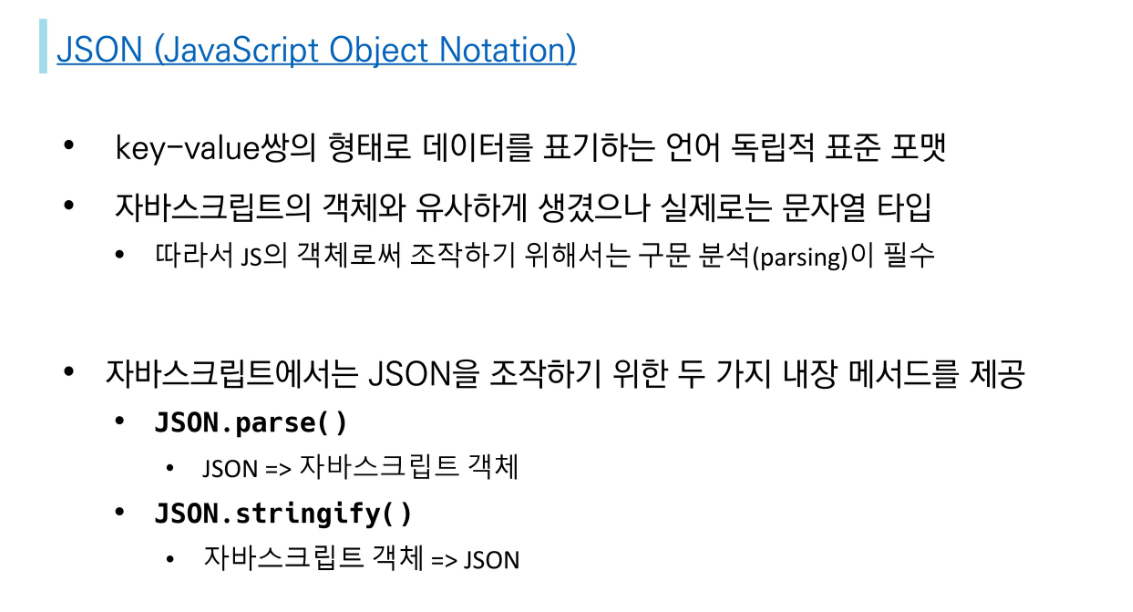 JSON (JavaScript Object Notation)
• key-value쌍의 형태로 데이터를 표기하는 언어 독립적 표준 포맷
• 자바스크립트의 객체와 유사하게 생겼으나 실제로는 문자열 타입
• 따라서 JS의 객체로써 조작하기 위해서는 구문 분석(parsing)이 필수
• 자바스크립트에서는 JSON을 조작하기 위한 두 가지 내장 메서드를 제공
• JSON.parse()
• JSON => 자바스크립트 객체
• JSON.stringify()
• 자바스크립트 객체 => JSON